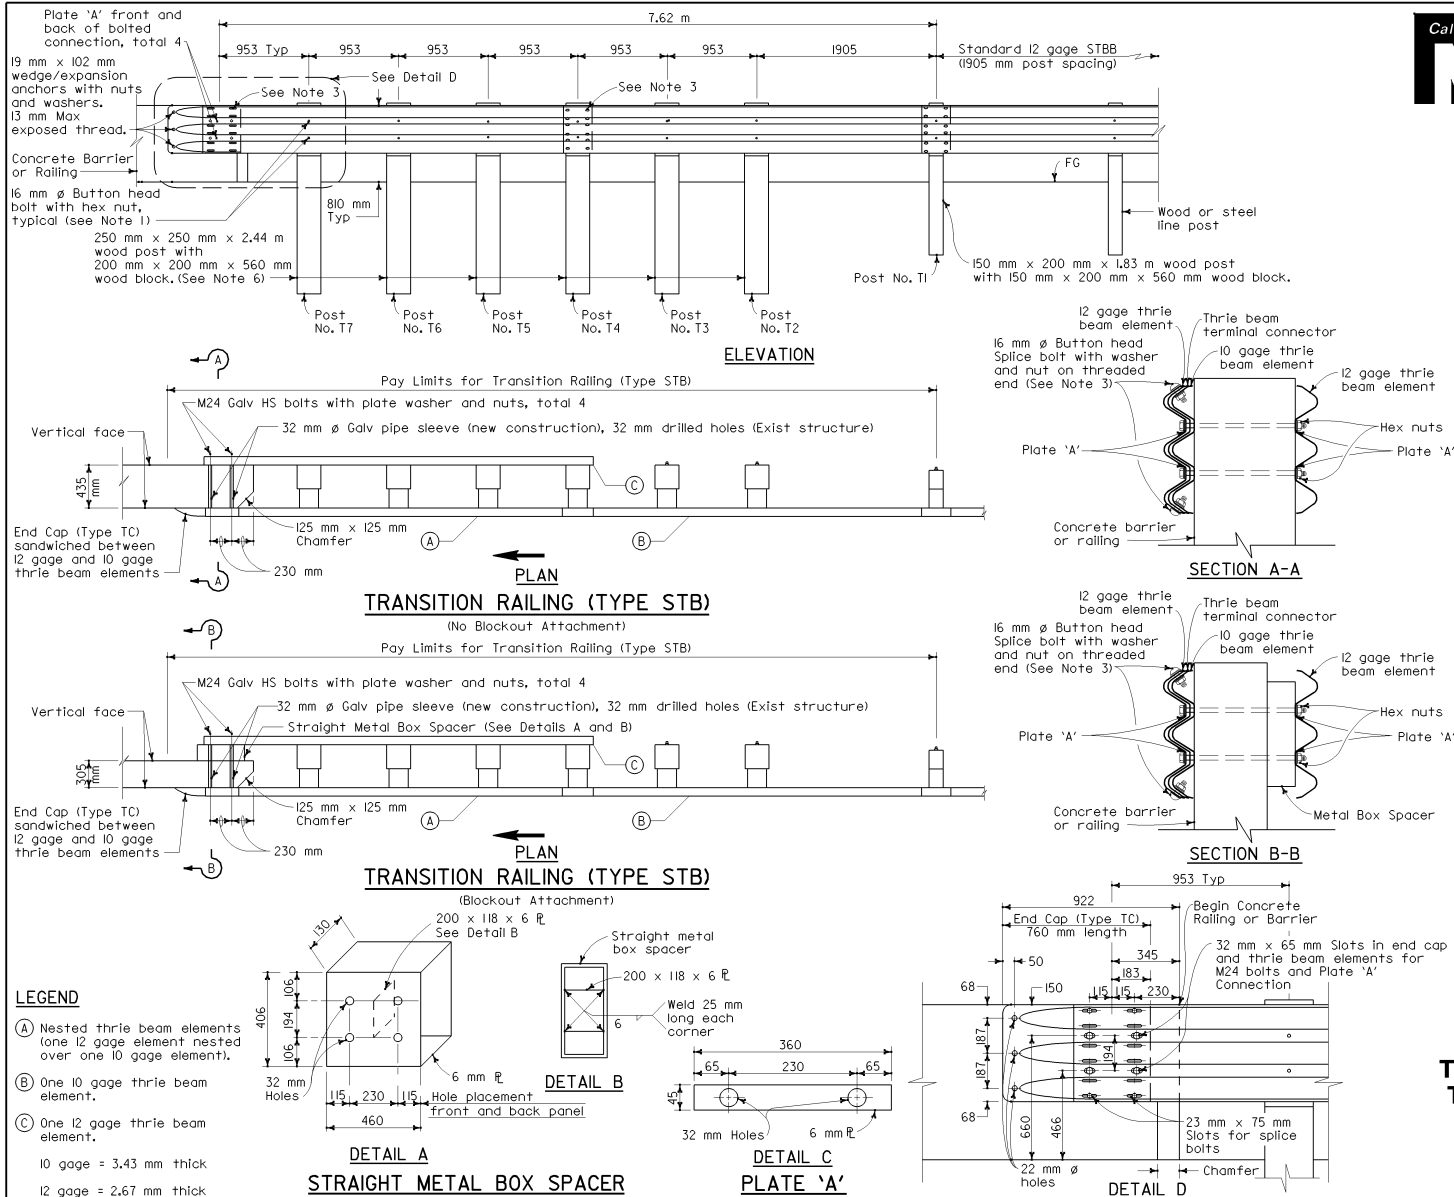 Plate 'A' front and
back of bolted
connection, total 4
19 mm x 102 mm
wedge/expansion
anchors with nuts
and washers.
13 mm Max
exposed thread.
Concrete Barrier
or Railing
16 mm ø Button head
bolt with hex nut,
typical (see Note 1)
250 mm x 250 mm x 2.44 m
wood post with
200 mm x 200 mm x 560 mm
wood block. (See Note 6)
7.62 m
953 Typ
953
953
953
953
953
1905
Standard 12 gage STBB
(1905 mm post spacing)
See Detail D
See Note 3
See Note 3
810 mm
Typ
FG
Wood or steel
line post
150 mm x 200 mm x 1.83 m wood post
with 150 mm x 200 mm x 560 mm wood block.
Post No. T1
Post
No. T7
Post
No. T6
Post
No. T5
Post
No. T4
Post
No. T3
Post
No. T2
ELEVATION
Cal
A
Pay Limits for Transition Railing (Type STB)
M24 Galv HS bolts with plate washer and nuts, total 4
32 mm ø Galv pipe sleeve (new construction), 32 mm drilled holes (Exist structure)
Vertical face
435
mm
C
End Cap (Type TC)
sandwiched between
12 gage and 10 gage
thrie beam elements
125 mm x 125 mm
Chamfer
A
B
230 mm
A
PLAN
TRANSITION RAILING (TYPE STB)
(No Blockout Attachment)
12 gage thrie
beam element
Thrie beam
terminal connector
16 mm ø Button head
Splice bolt with washer
and nut on threaded
end (See Note 3)
10 gage thrie
beam element
12 gage thrie
beam element
Hex nuts
Plate 'A'
Plate 'A'
Concrete barrier
or railing
SECTION A-A
B
Pay Limits for Transition Railing (Type STB)
M24 Galv HS bolts with plate washer and nuts, total 4
32 mm ø Galv pipe sleeve (new construction), 32 mm drilled holes (Exist structure)
Vertical face
Straight Metal Box Spacer (See Details A and B)
305
mm
C
End Cap (Type TC)
sandwiched between
12 gage and 10 gage
thrie beam elements
125 mm x 125 mm
Chamfer
A
B
230 mm
B
PLAN
TRANSITION RAILING (TYPE STB)
(Blockout Attachment)
12 gage thrie
beam element
Thrie beam
terminal connector
16 mm ø Button head
Splice bolt with washer
and nut on threaded
end (See Note 3)
10 gage thrie
beam element
12 gage thrie
beam element
Hex nuts
Plate 'A'
Plate 'A'
Concrete barrier
or railing
Metal Box Spacer
SECTION B-B
LEGEND
A Nested thrie beam elements
(one 12 gage element nested
over one 10 gage element).
B One 10 gage thrie beam
element.
C One 12 gage thrie beam
element.
10 gage = 3.43 mm thick
12 gage = 2.67 mm thick
130
200 x 118 x 6 ℄
See Detail B
406
106
194
106
32 mm
Holes
115
230
115
460
6 mm ℄
Hole placement
front and back panel
DETAIL A
STRAIGHT METAL BOX SPACER
Straight metal
box spacer
200 x 118 x 6 ℄
Weld 25 mm
long each
corner
6
DETAIL B
360
65
230
65
45
32 mm Holes
6 mm ℄
DETAIL C
PLATE 'A'
953 Typ
922
End Cap (Type TC)
760 mm length
Begin Concrete
Railing or Barrier
345
183
50
115
115
230
32 mm x 65 mm Slots in end cap
and thrie beam elements for
M24 bolts and Plate 'A'
Connection
68
150
187
187
68
194
660
466
23 mm x 75 mm
Slots for splice
bolts
22 mm ø
holes
Chamfer
DETAIL D
T
T